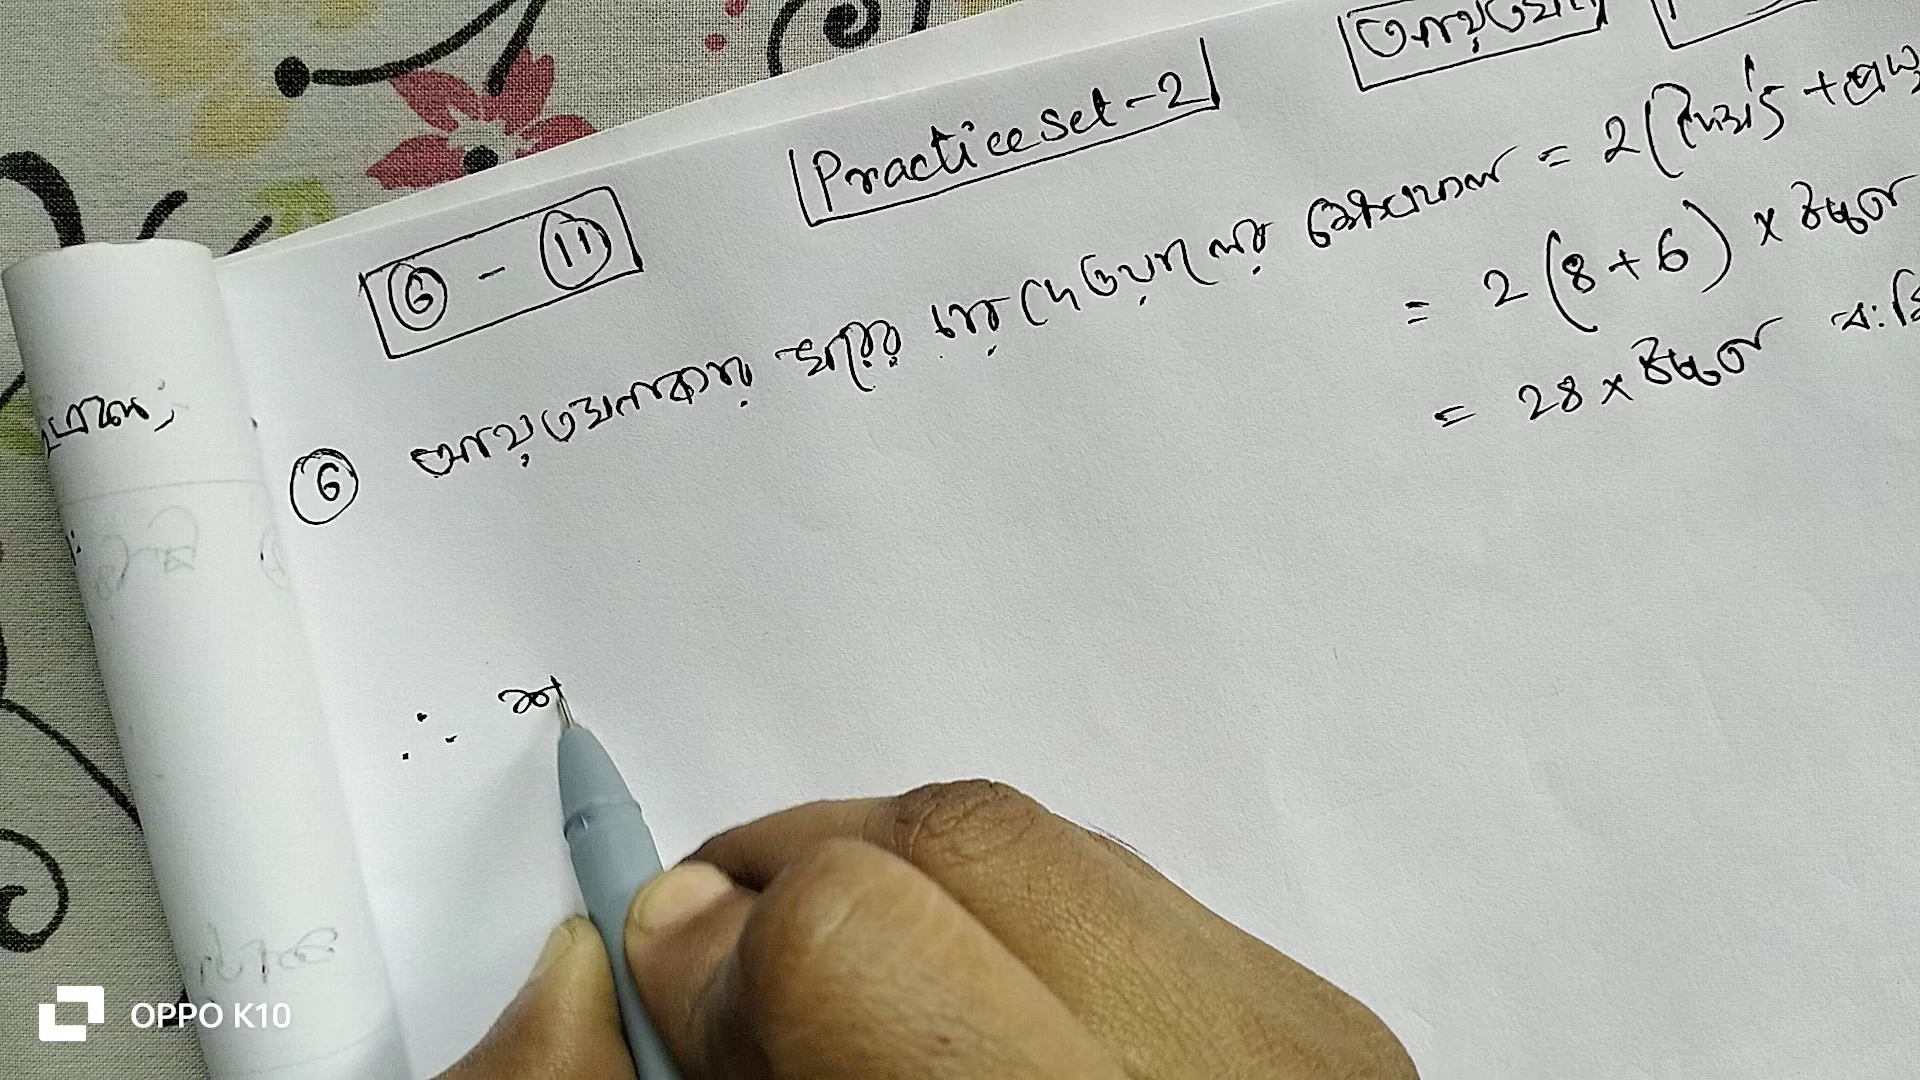 Practice Set - 2
6 - 11
6 আয়তঘনাকার ঘরের চার দেওয়ালের ক্ষেত্রফল = 2 (দৈর্ঘ্য +
= 2 (8 + 6) × উচ্চতা
= 28 × উচ্চতা ব: মি
∴
OPPO K10